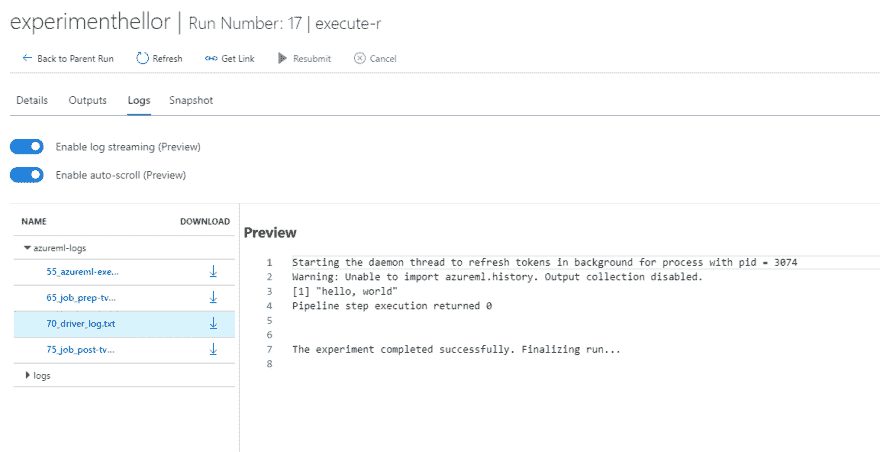 experimenthellor | Run Number: 17 | execute-r
Back to Parent Run Refresh Get Link Resubmit Cancel
Details Outputs Logs Snapshot
Enable log streaming (Preview)
Enable auto-scroll (Preview)
NAME DOWNLOAD
azureml-logs
55_azureml-exe...
65_job_prep-tv...
70_driver_log.txt
75_job_post-tv...
logs
Preview
1 Starting the daemon thread to refresh tokens in background for process with pid = 3074
2 Warning: Unable to import azureml.history. Output collection disabled.
3 [1] "hello, world"
4 Pipeline step execution returned 0
5
6
7 The experiment completed successfully. Finalizing run...
8